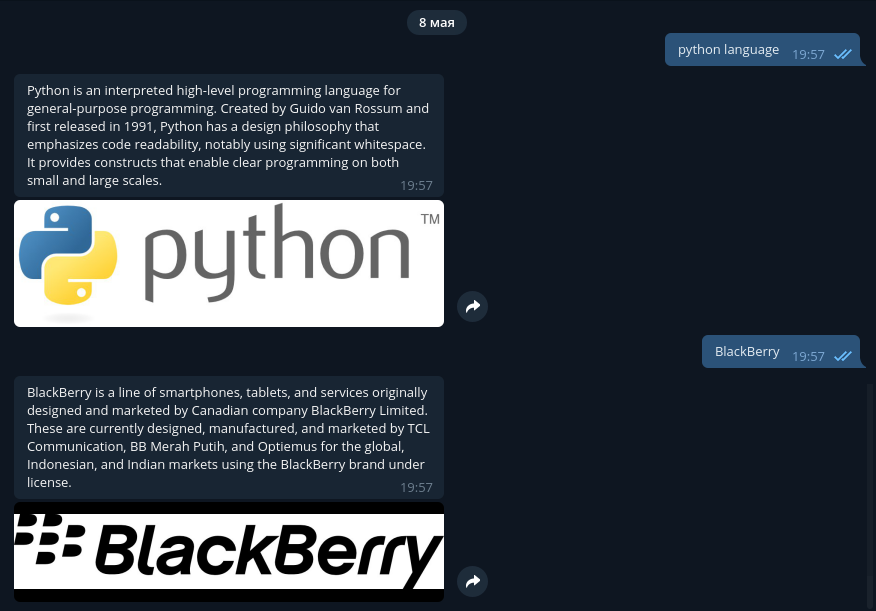 8 мая
python language 19:57
Python is an interpreted high-level programming language for
general-purpose programming. Created by Guido van Rossum and
first released in 1991, Python has a design philosophy that
emphasizes code readability, notably using significant whitespace.
It provides constructs that enable clear programming on both
small and large scales. 19:57
python TM
BlackBerry 19:57
BlackBerry is a line of smartphones, tablets, and services originally
designed and marketed by Canadian company BlackBerry Limited.
These are currently designed, manufactured, and marketed by TCL
Communication, BB Merah Putih, and Optiemus for the global,
Indonesian, and Indian markets using the BlackBerry brand under
license. 19:57
BlackBerry